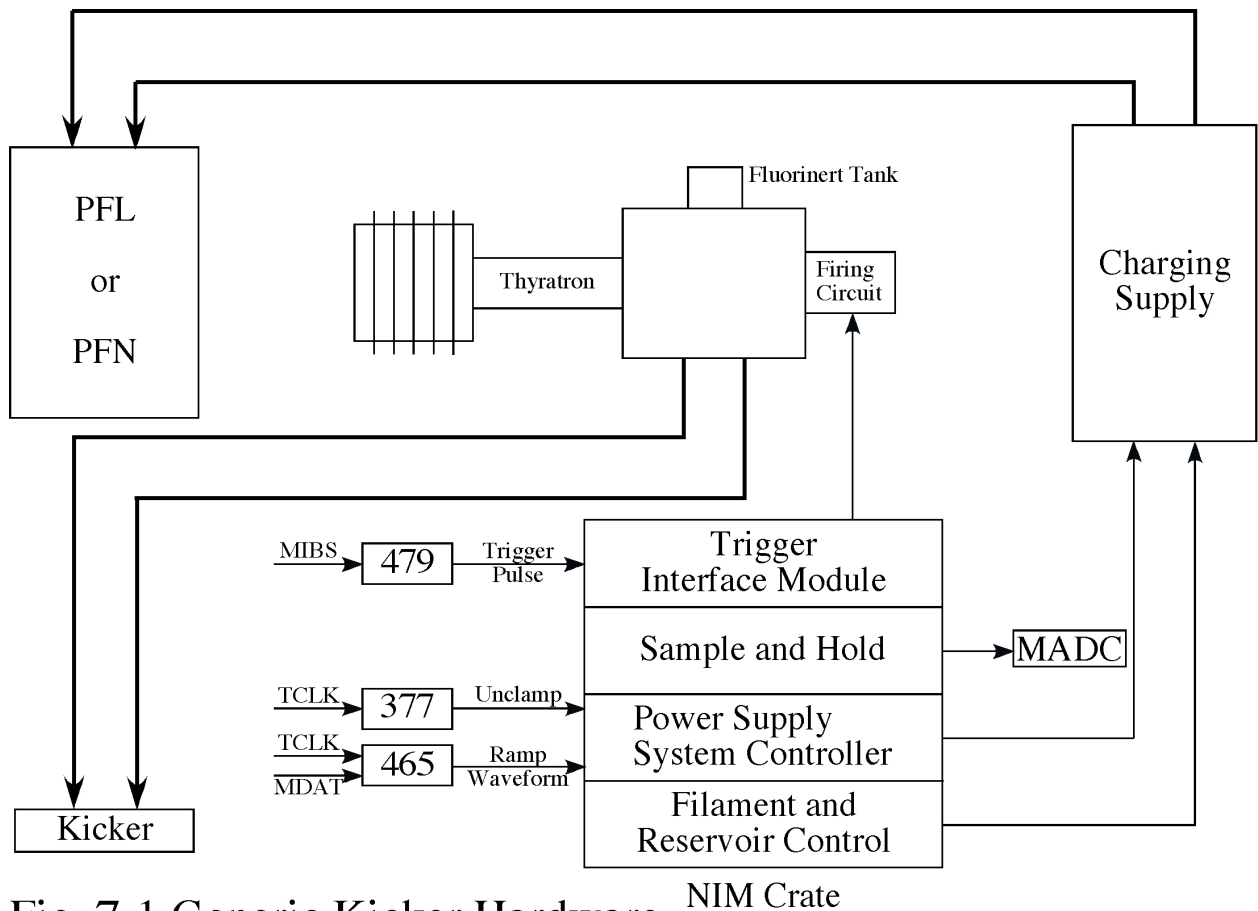 PFL
or
PFN
Fluorinert Tank
Thyratron
Firing
Circuit
Charging
Supply
MIBS
479
Trigger
Pulse
Trigger
Interface Module
Sample and Hold
MADC
TCLK
377
Unclamp
Power Supply
System Controller
TCLK
MDAT
465
Ramp
Waveform
Filament and
Reservoir Control
Kicker
NIM Crate
Fig. 7-1 Generic Kicker Hardware